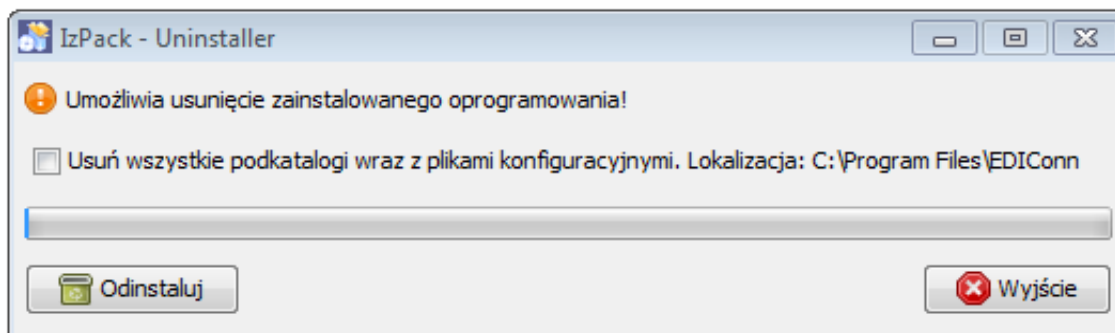 IzPack - Uninstaller
Umożliwia usunięcie zainstalowanego oprogramowania!
Usuń wszystkie podkatalogi wraz z plikami konfiguracyjnymi. Lokalizacja: C:\Program Files\EDIConn
Odinstaluj
Wyjście